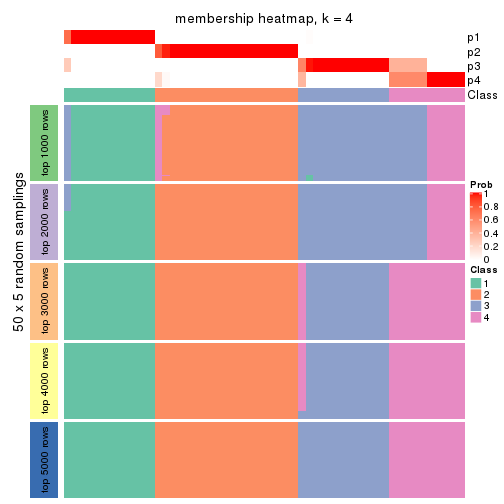 membership heatmap, k = 4
p1
p2
p3
p4
Class
50 x 5 random samplings
top 1000 rows
top 2000 rows
top 3000 rows
top 4000 rows
top 5000 rows
Prob
1
0.8
0.6
0.4
0.2
0
Class
1
2
3
4